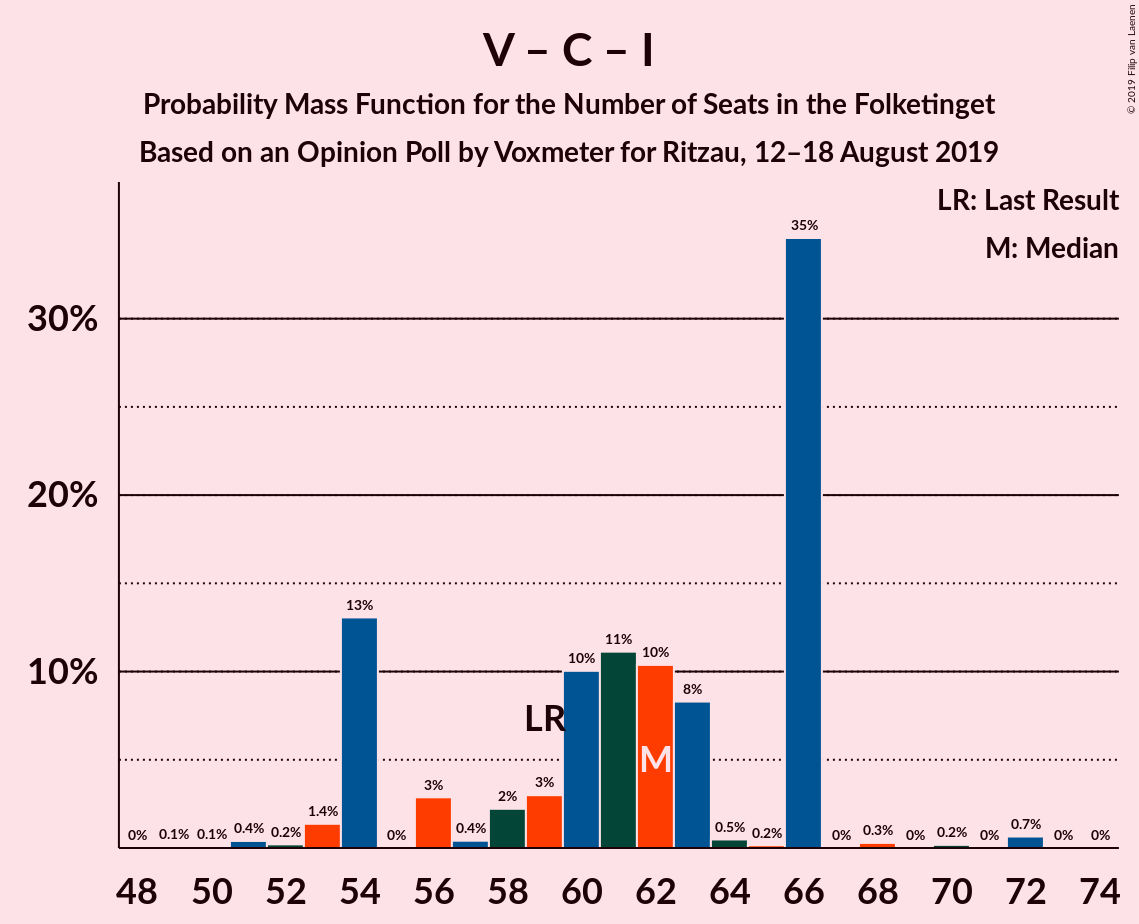 V – C – I
Probability Mass Function for the Number of Seats in the Folketinget
Based on an Opinion Poll by Voxmeter for Ritzau, 12–18 August 2019
© 2019 Filip van Laenen
LR: Last Result
M: Median
30%
20%
10%
0% 0.1% 0.1% 0.4% 0.2% 1.4% 13% 0% 3% 0.4% 2% 3% 10% 11% 10% 8% 0.5% 0.2% 35% 0% 0.3% 0% 0.2% 0% 0.7% 0% 0%
LR
M
48 50 52 54 56 58 60 62 64 66 68 70 72 74